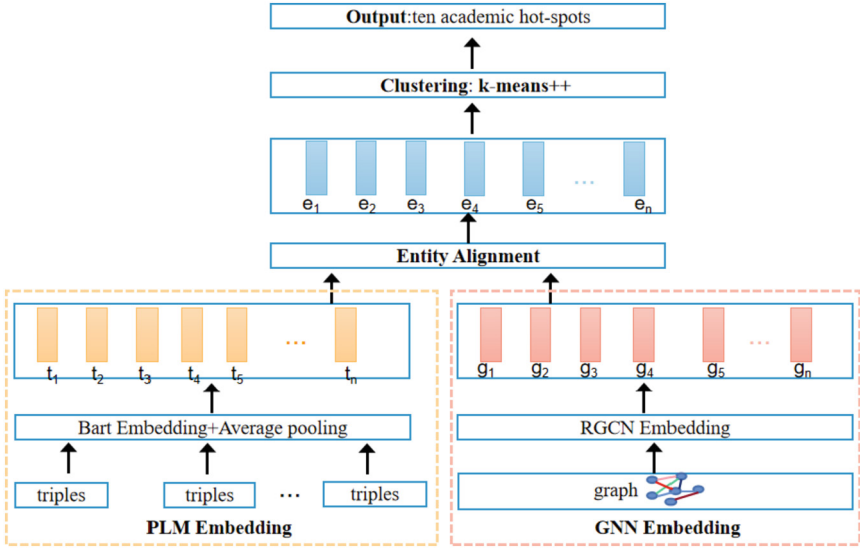 Output:ten academic hot-spots
Clustering: k-means++
e1 e2 e3 e4 e5 ... en
Entity Alignment
t1 t2 t3 t4 t5 ... tn
Bart Embedding+Average pooling
triples triples ... triples
PLM Embedding
g1 g2 g3 g4 g5 ... gn
RGCN Embedding
graph
GNN Embedding